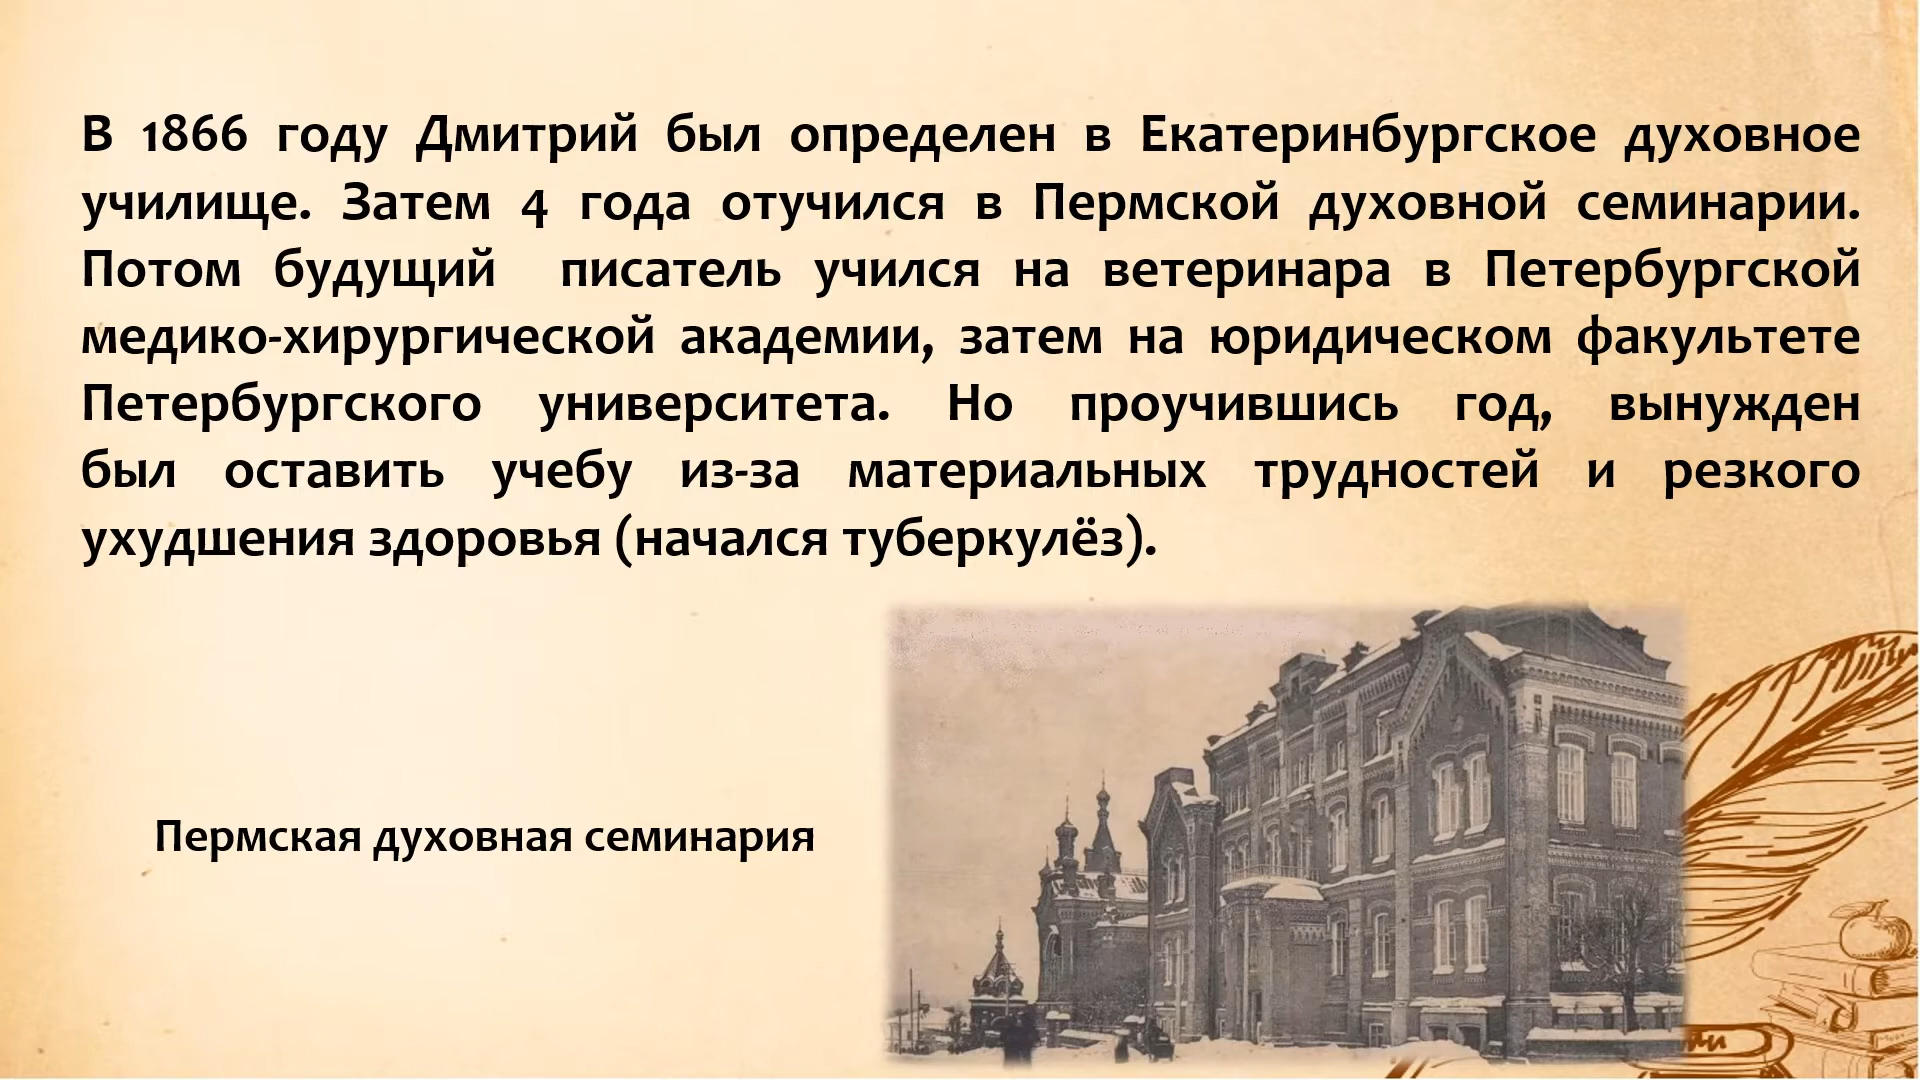 В 1866 году Дмитрий был определен в Екатеринбургское духовное
училище. Затем 4 года отучился в Пермской духовной семинарии.
Потом будущий писатель учился на ветеринара в Петербургской
медико-хирургической академии, затем на юридическом факультете
Петербургского университета. Но проучившись год, вынужден
был оставить учебу из-за материальных трудностей и резкого
ухудшения здоровья (начался туберкулёз).
Пермская духовная семинария